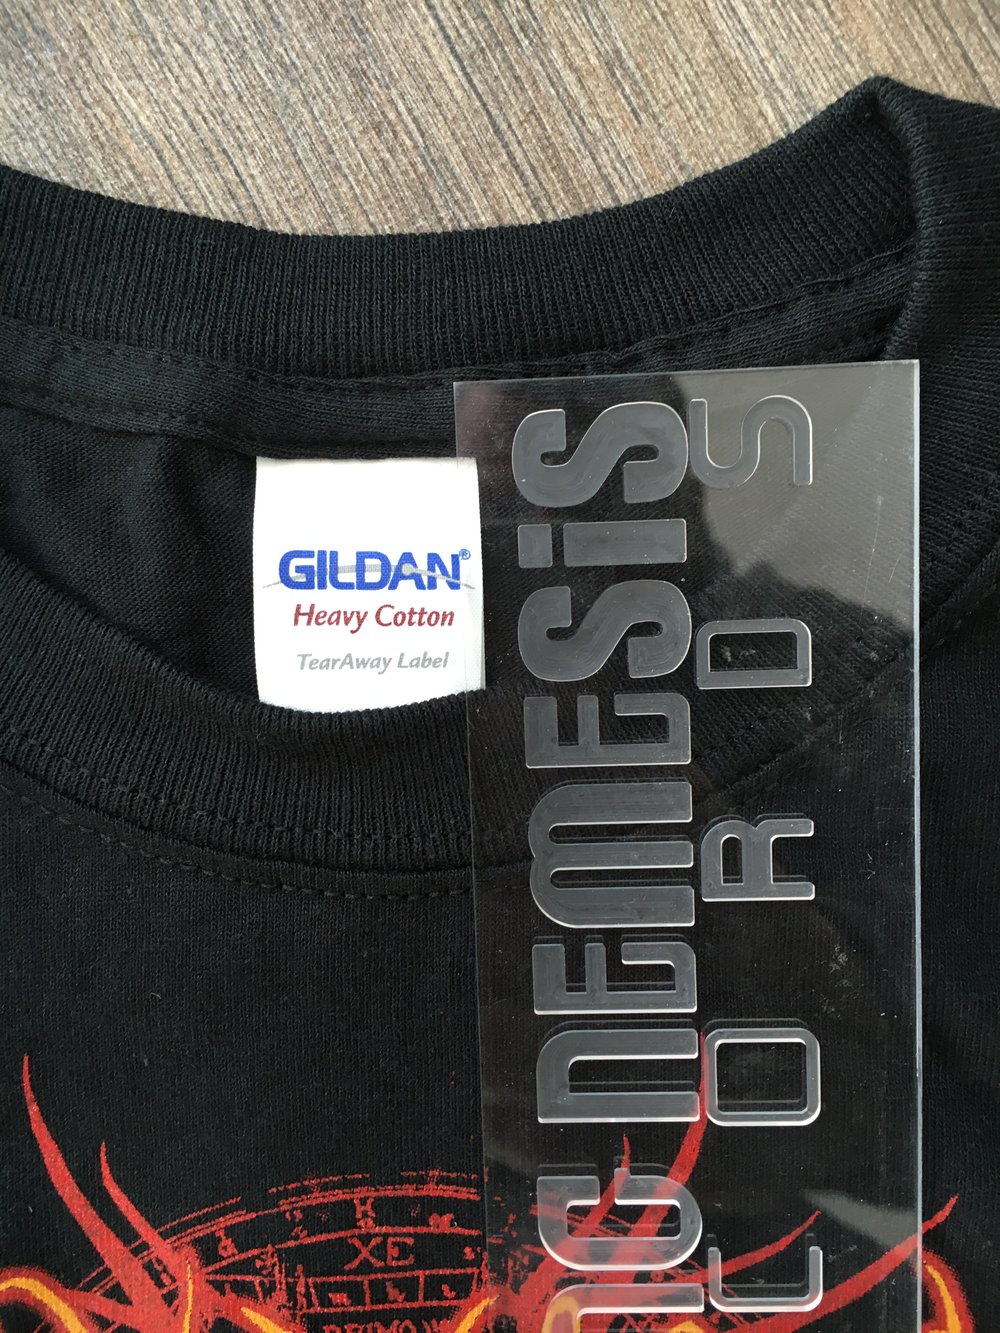 GILDAN®
Heavy Cotton
TearAway Label
NEMESiS
CORDS
XE